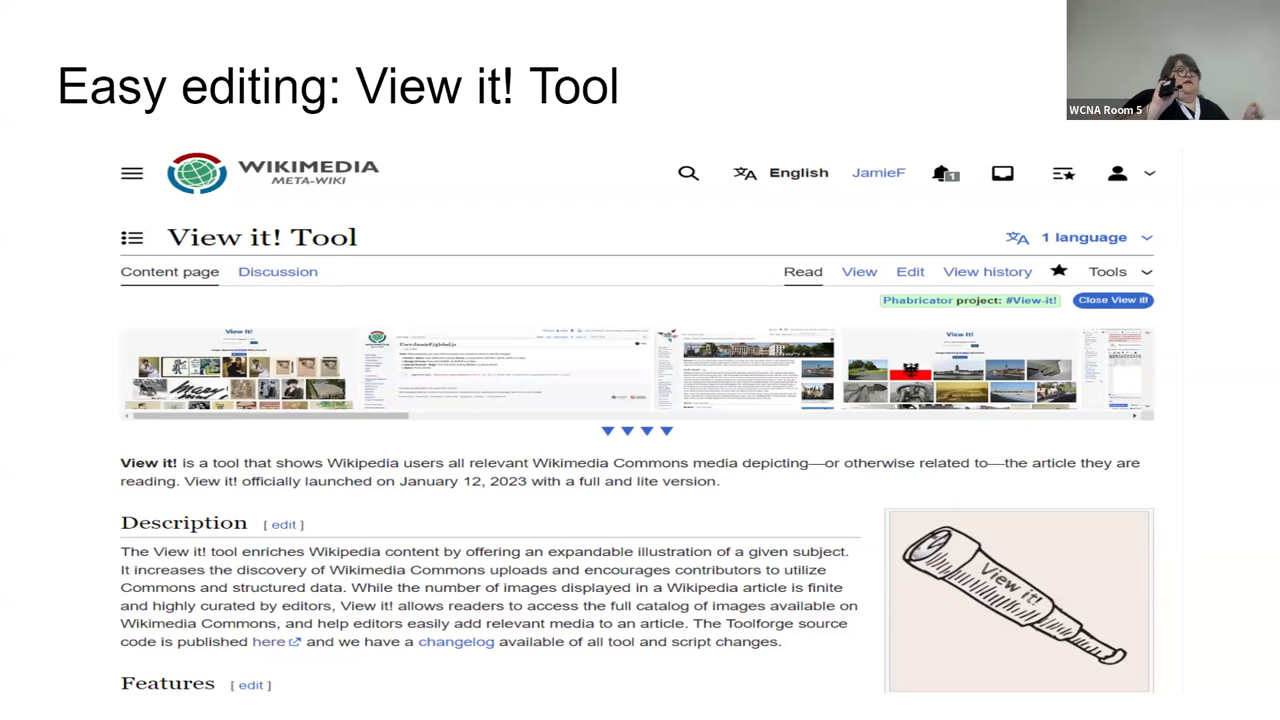 Easy editing: View it! Tool
WCNA Room 5
WIKIMEDIA
META-WIKI
English
JamieF
1
View it! Tool
1 language
Content page
Discussion
Read
View
Edit
View history
Tools
Phabricator project: #View-it!
Close View it!
View It!
View It!
View it! is a tool that shows Wikipedia users all relevant Wikimedia Commons media depicting—or otherwise related to—the article they are
reading. View it! officially launched on January 12, 2023 with a full and lite version.
Description [ edit ]
The View it! tool enriches Wikipedia content by offering an expandable illustration of a given subject.
It increases the discovery of Wikimedia Commons uploads and encourages contributors to utilize
Commons and structured data. While the number of images displayed in a Wikipedia article is finite
and highly curated by editors, View it! allows readers to access the full catalog of images available on
Wikimedia Commons, and help editors easily add relevant media to an article. The Toolforge source
code is published here and we have a changelog available of all tool and script changes.
View it!
Features [ edit ]